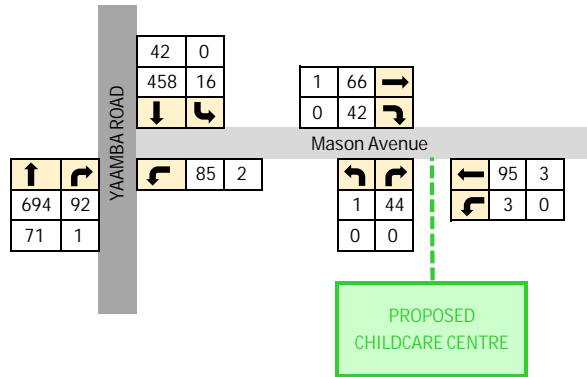 42 0
458 16
1 66
0 42
YAAMBA ROAD
Mason Avenue
85 2
694 92
71 1
1 44
0 0
95 3
3 0
PROPOSED
CHILDCARE CENTRE